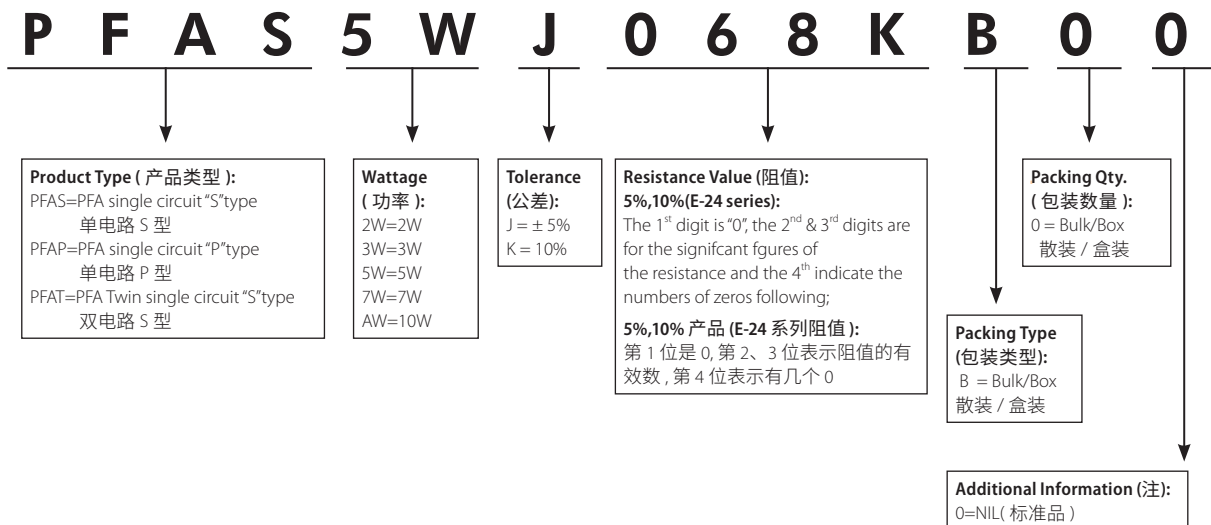 P F A S 5 W J 0 6 8 K B 0 0
Product Type ( 产品类型 ):
PFAS=PFA single circuit “S”type
单电路 S 型
PFAP=PFA single circuit “P”type
单电路 P 型
PFAT=PFA Twin single circuit “S”type
双电路 S 型
Wattage
( 功率 ):
2W=2W
3W=3W
5W=5W
7W=7W
AW=10W
Tolerance
(公差):
J = ± 5%
K = 10%
Resistance Value (阻值):
5%,10%(E-24 series):
The 1st digit is “0”, the 2nd & 3rd digits are
for the signifcant fgures of
the resistance and the 4th indicate the
numbers of zeros following;
5%,10% 产品 (E-24 系列阻值 ):
第 1 位是 0, 第 2、3 位表示阻值的有
效数 , 第 4 位表示有几个 0
Packing Type
(包装类型):
B = Bulk/Box
散装 / 盒装
Packing Qty.
( 包装数量 ):
0 = Bulk/Box
散装 / 盒装
Additional Information (注):
0=NIL( 标准品 )